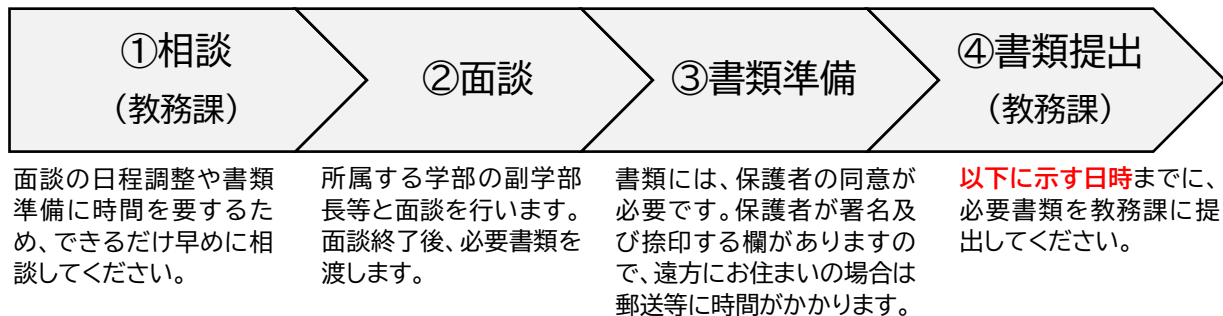 ①相談
(教務課)
②面談
③書類準備
④書類提出
(教務課)
面談の日程調整や書類
準備に時間を要するた
め、できるだけ早めに相
談してください。
所属する学部の副学部
長等と面談を行います。
面談終了後、必要書類を
渡します。
書類には、保護者の同意が
必要です。保護者が署名及
び捺印する欄がありますの
で、遠方にお住まいの場合は
郵送等に時間がかかります。
以下に示す日時までに、
必要書類を教務課に提
出してください。